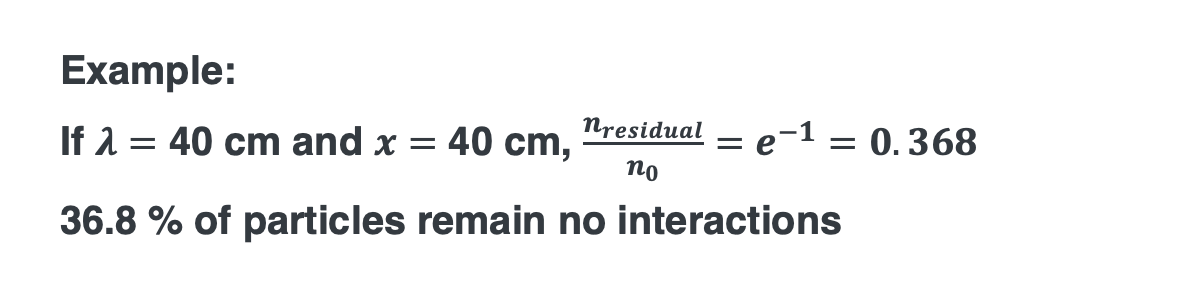 Example:
If λ = 40 cm and x = 40 cm, n_residual/n_0 = e^−1 = 0.368
36.8 % of particles remain no interactions